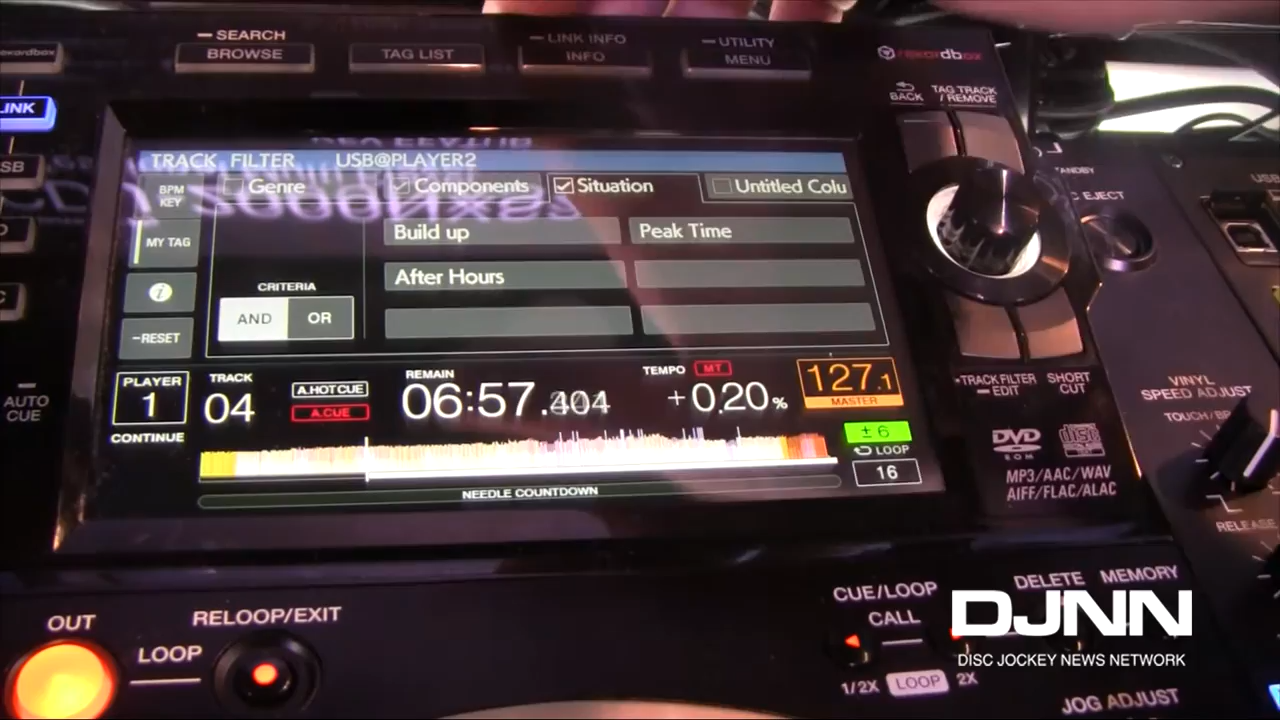 rekordbox
SEARCH
BROWSE
TAG LIST
LINK INFO
INFO
UTILITY
MENU
rekordbox
BACK
TAG TRACK
/ REMOVE
LINK
TRACK FILTER USB@PLAYER2
BPM
KEY
Genre
Components
Situation
Untitled Colu
MY TAG
Build up
Peak Time
After Hours
CRITERIA
AND
OR
-RESET
PLAYER
1
CONTINUE
TRACK
04
A.HOT CUE
A.CUE
REMAIN
06:57.
TEMPO
MT
+0.20%
127.1
MASTER
± 6
LOOP
16
NEEDLE COUNTDOWN
AUTO
CUE
EJECT
USB
TRACK FILTER
EDIT
SHORT
CUT
DVD
ROM
disc
MP3/AAC/WAV
AIFF/FLAC/ALAC
VINYL
SPEED ADJUST
TOUCH/B
RELEASE
OUT
RELOOP/EXIT
LOOP
CUE/LOOP
CALL
DELETE
MEMORY
1/2X
LOOP
2X
JOG ADJUST
DJNN
DISC JOCKEY NEWS NETWORK